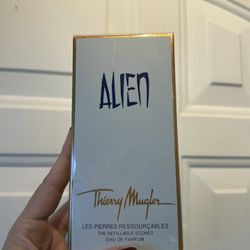 ALIEN
Thierry Mugler
LES PIERRES RESSOURÇABLES
THE REFILLABLE STONES
EAU DE PARFUM